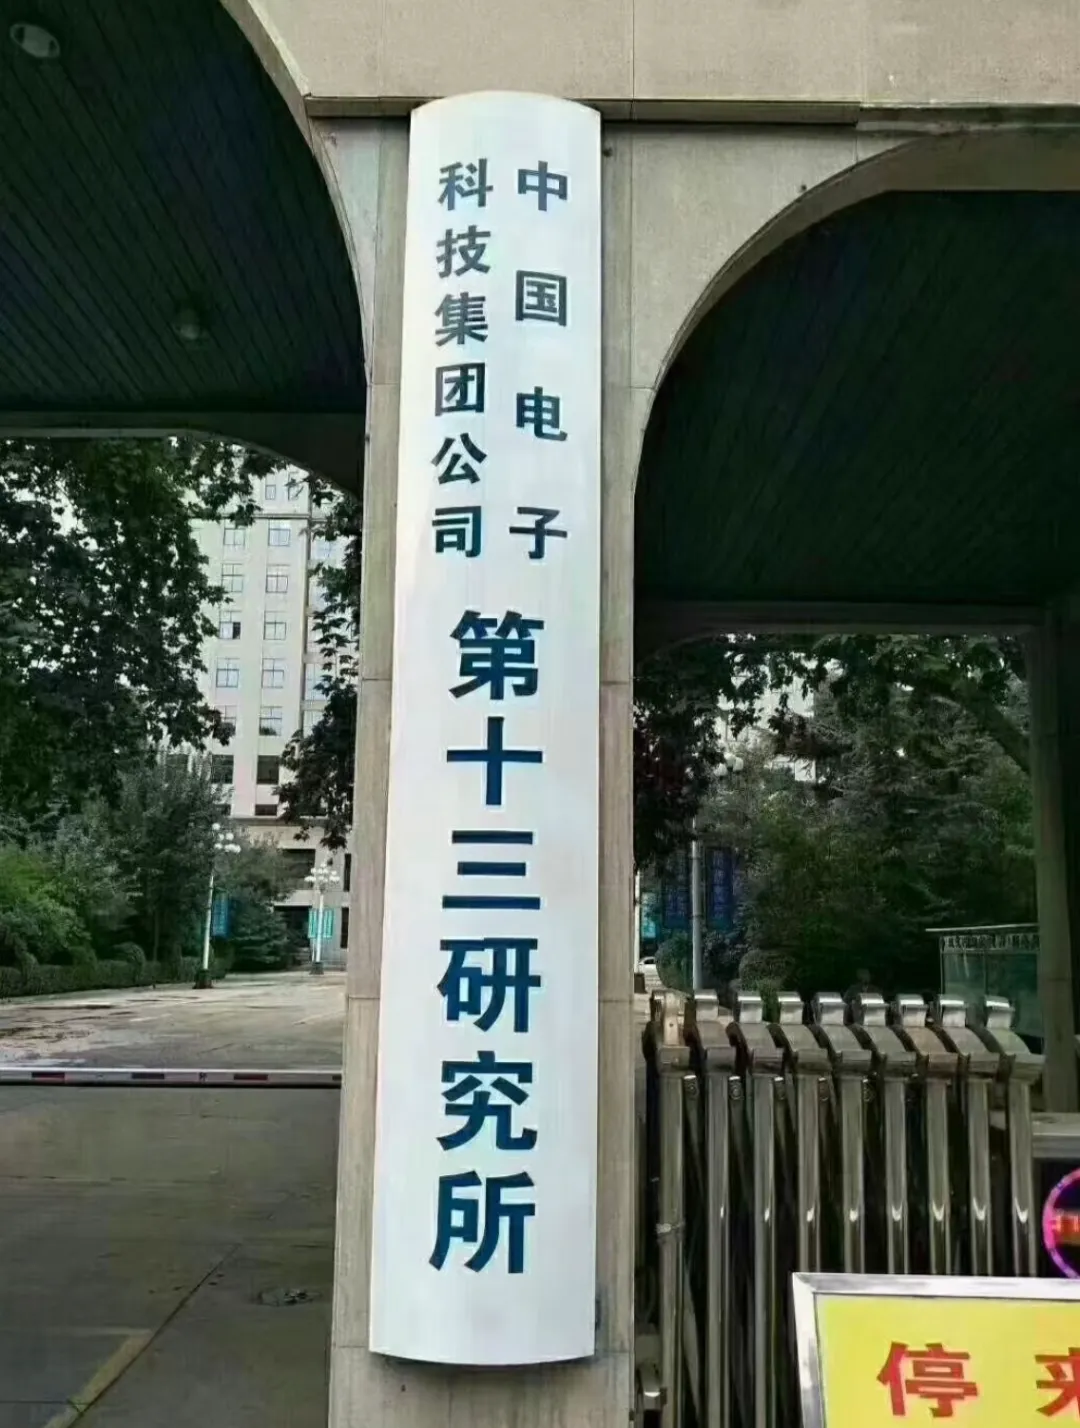 中国电子
科技集团公司
第十三研究所
停